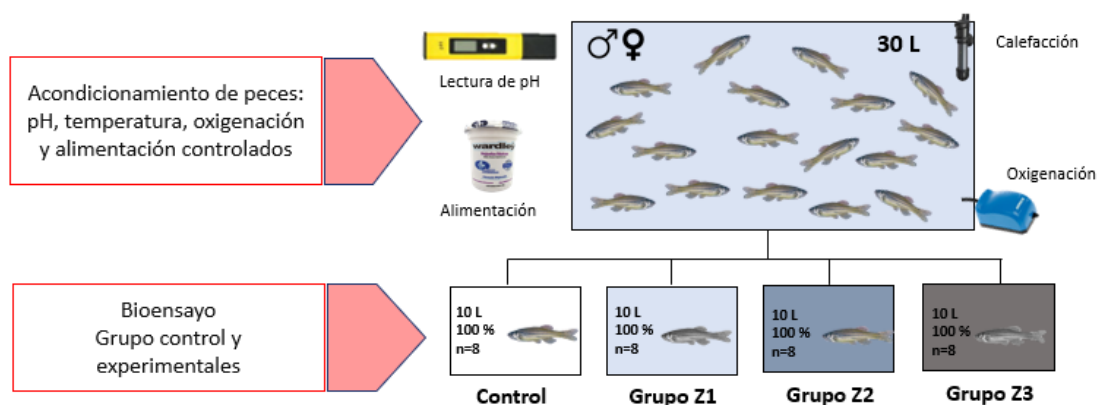 Acondicionamiento de peces:
pH, temperatura, oxigenación
y alimentación controlados
Lectura de pH
wardley
Alimentación
30 L
Calefacción
Oxigenación
Bioensayo
Grupo control y
experimentales
10 L
100 %
n=8
Control
10 L
100 %
n=8
Grupo Z1
10 L
100 %
n=8
Grupo Z2
10 L
100 %
n=8
Grupo Z3